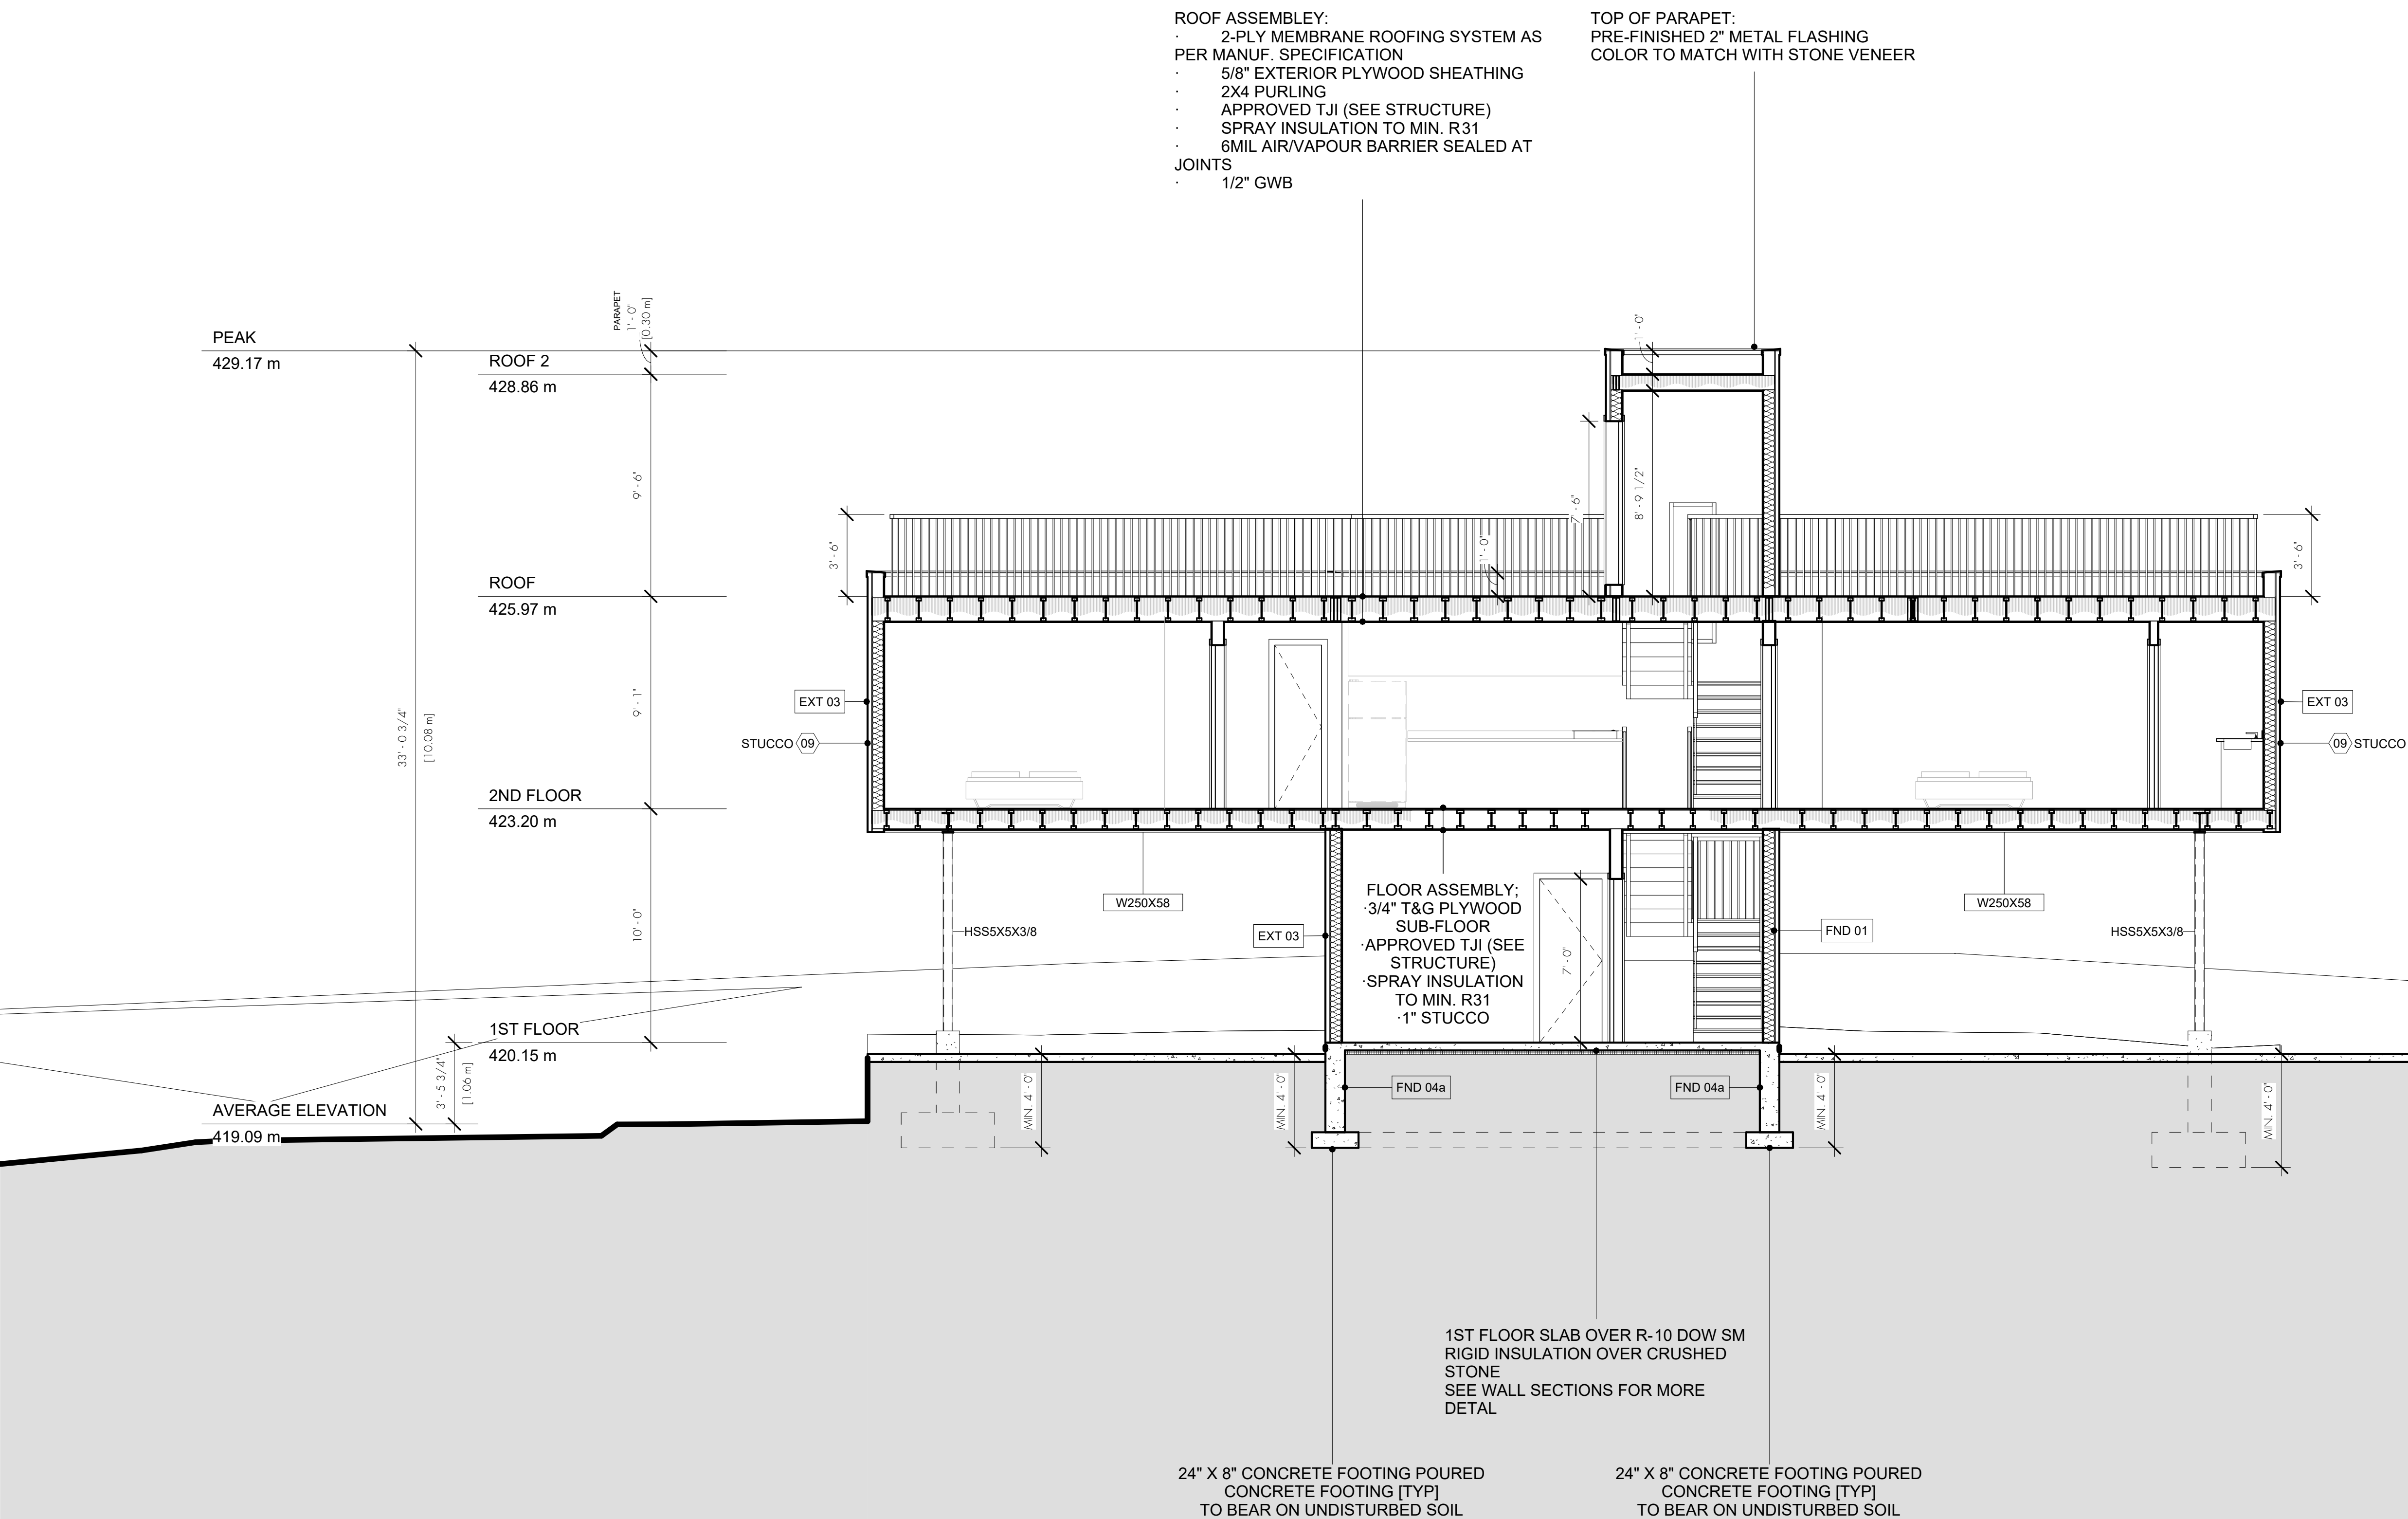 ROOF ASSEMBLEY:
· 2-PLY MEMBRANE ROOFING SYSTEM AS
PER MANUF. SPECIFICATION
· 5/8" EXTERIOR PLYWOOD SHEATHING
· 2X4 PURLING
· APPROVED TJI (SEE STRUCTURE)
· SPRAY INSULATION TO MIN. R31
· 6MIL AIR/VAPOUR BARRIER SEALED AT
JOINTS
· 1/2" GWB
TOP OF PARAPET:
PRE-FINISHED 2" METAL FLASHING
COLOR TO MATCH WITH STONE VENEER
PARAPET
1' - 0"
[0.30 m]
PEAK
429.17 m
ROOF 2
428.86 m
1' - 0"
9' - 6"
7' - 6"
8' - 9 1/2"
3' - 6"
1' - 0"
3' - 6"
ROOF
425.97 m
33' - 0 3/4"
[10.08 m]
9' - 1"
EXT 03
STUCCO 09
EXT 03
09 STUCCO
2ND FLOOR
423.20 m
10' - 0"
W250X58
W250X58
HSS5X5X3/8
EXT 03
FLOOR ASSEMBLY;
·3/4" T&G PLYWOOD
SUB-FLOOR
·APPROVED TJI (SEE
STRUCTURE)
·SPRAY INSULATION
TO MIN. R31
·1" STUCCO
7' - 0"
FND 01
HSS5X5X3/8
1ST FLOOR
420.15 m
3' - 5 3/4"
[1.06 m]
AVERAGE ELEVATION
419.09 m
MIN. 4' - 0"
MIN. 4' - 0"
FND 04a
FND 04a
MIN. 4' - 0"
MIN. 4' - 0"
1ST FLOOR SLAB OVER R-10 DOW SM
RIGID INSULATION OVER CRUSHED
STONE
SEE WALL SECTIONS FOR MORE
DETAL
24" X 8" CONCRETE FOOTING POURED
CONCRETE FOOTING [TYP]
TO BEAR ON UNDISTURBED SOIL
24" X 8" CONCRETE FOOTING POURED
CONCRETE FOOTING [TYP]
TO BEAR ON UNDISTURBED SOIL